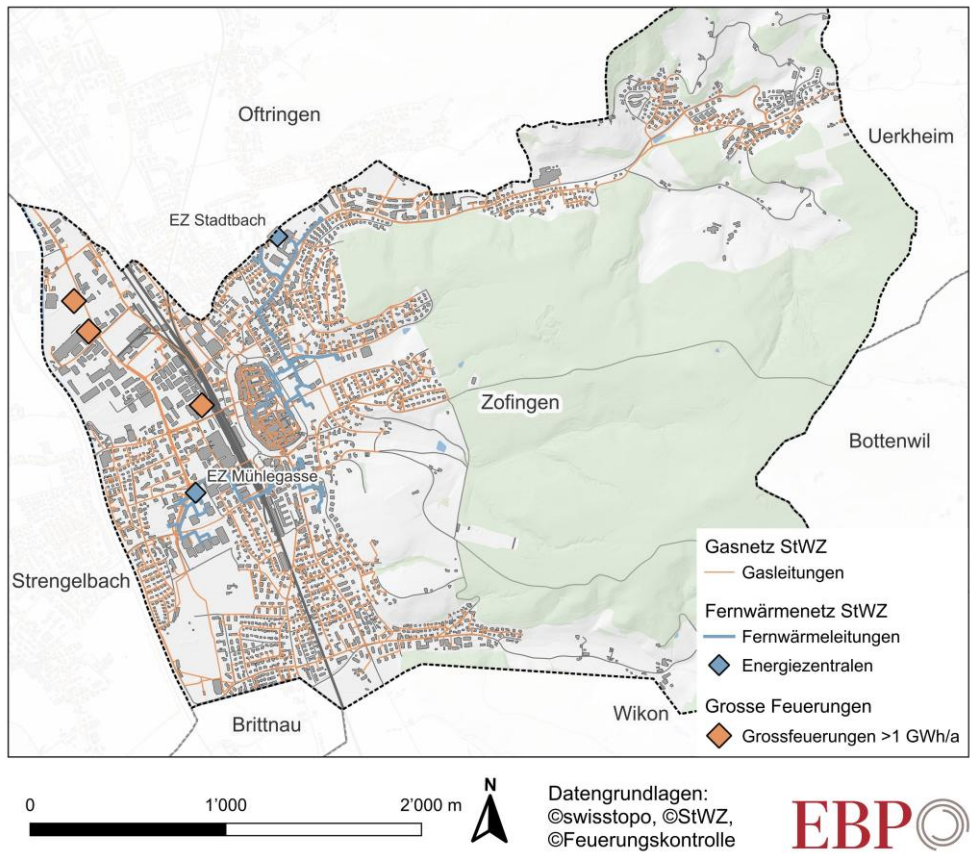 Oftringen
Uerkheim
EZ Stadtbach
Zofingen
Bottenwil
EZ Mühlegasse
Strengelbach
Brittnau
Wikon
Gasnetz StWZ
Gasleitungen
Fernwärmenetz StWZ
Fernwärmeleitungen
Energiezentralen
Grosse Feuerungen
Grossfeuerungen >1 GWh/a
0 1'000 2'000 m
N
Datengrundlagen:
©swisstopo, ©StWZ,
©Feuerungskontrolle
EBP